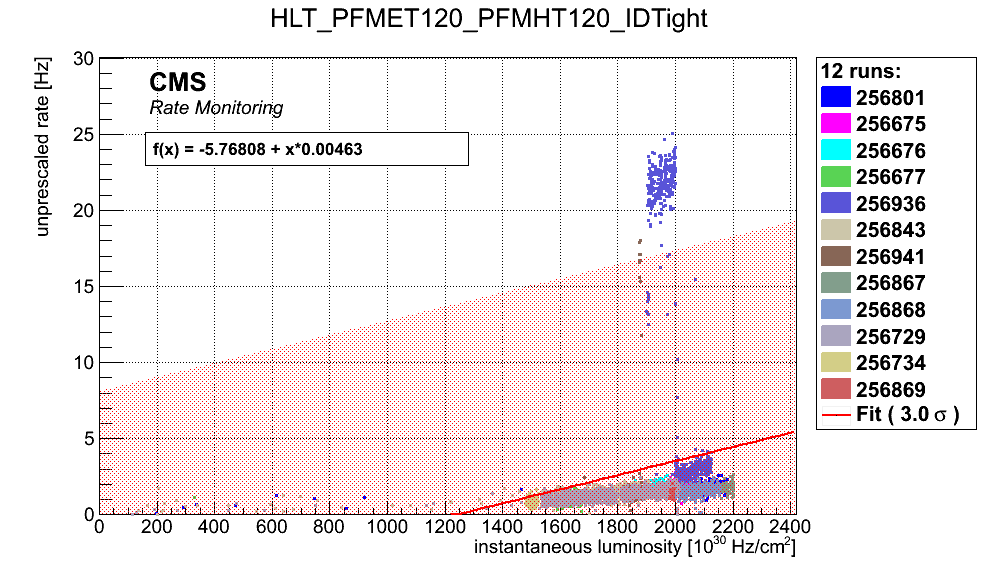 HLT_PFMET120_PFMHT120_IDTight
unprescaled rate [Hz]
30
25
20
15
10
5
0
CMS
Rate Monitoring
f(x) = -5.76808 + x*0.00463
0 200 400 600 800 1000 1200 1400 1600 1800 2000 2200 2400
instantaneous luminosity [10³⁰ Hz/cm²]
12 runs:
256801
256675
256676
256677
256936
256843
256941
256867
256868
256729
256734
256869
Fit ( 3.0 σ )